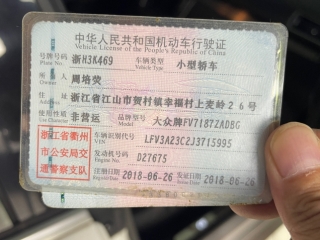 中华人民共和国机动车行驶证
Vehicle License of the People's Republic of China
号牌号码 Plate No. 浙H3K469 车辆类型 Vehicle Type 小型轿车
所有人 Owner 周培荧
住址 Address 浙江省江山市贺村镇幸福村上麦岭26号
使用性质 Use Character 非营运 品牌型号 Model 大众牌FV7187ZADBG
浙江省衢州
市公安局交
通警察支队
车辆识别代号 VIN LFV3A23C2J3715995
发动机号码 Engine No. D27675
注册日期 Register Date 2018-06-26 发证日期 Issue Date 2018-06-26